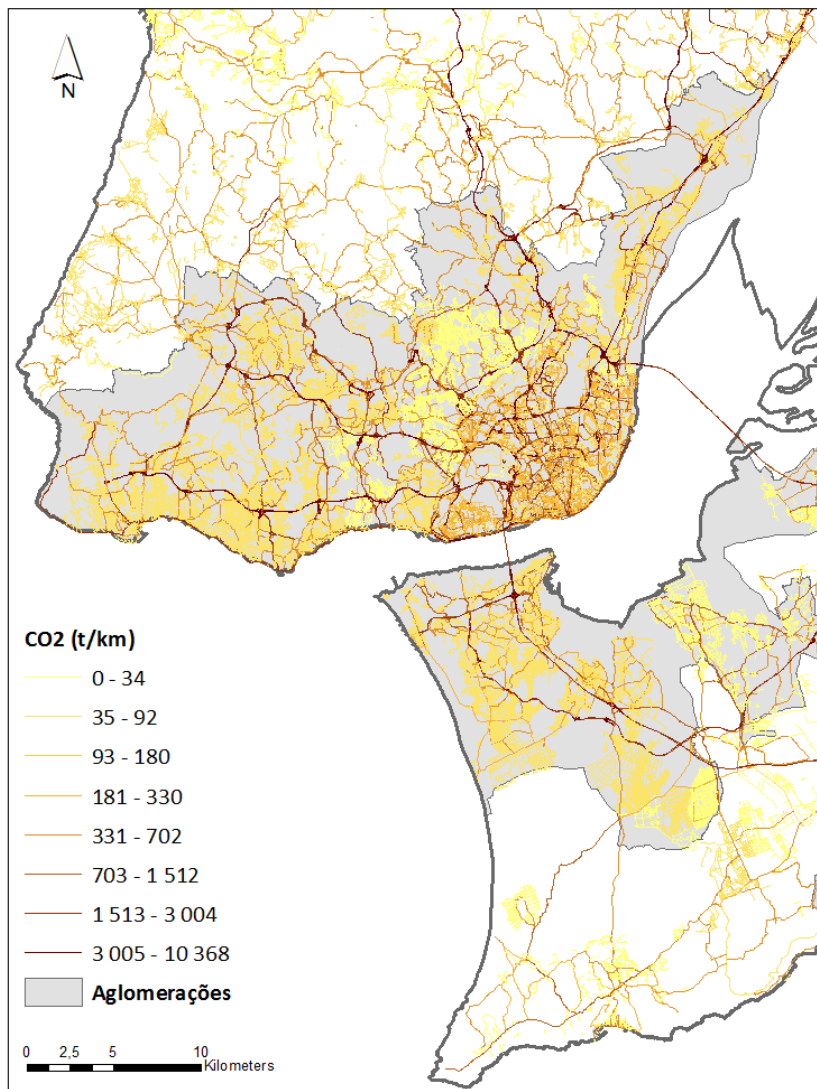 N
CO2 (t/km)
0 - 34
35 - 92
93 - 180
181 - 330
331 - 702
703 - 1 512
1 513 - 3 004
3 005 - 10 368
Aglomerações
0 2,5 5 10
Kilometers